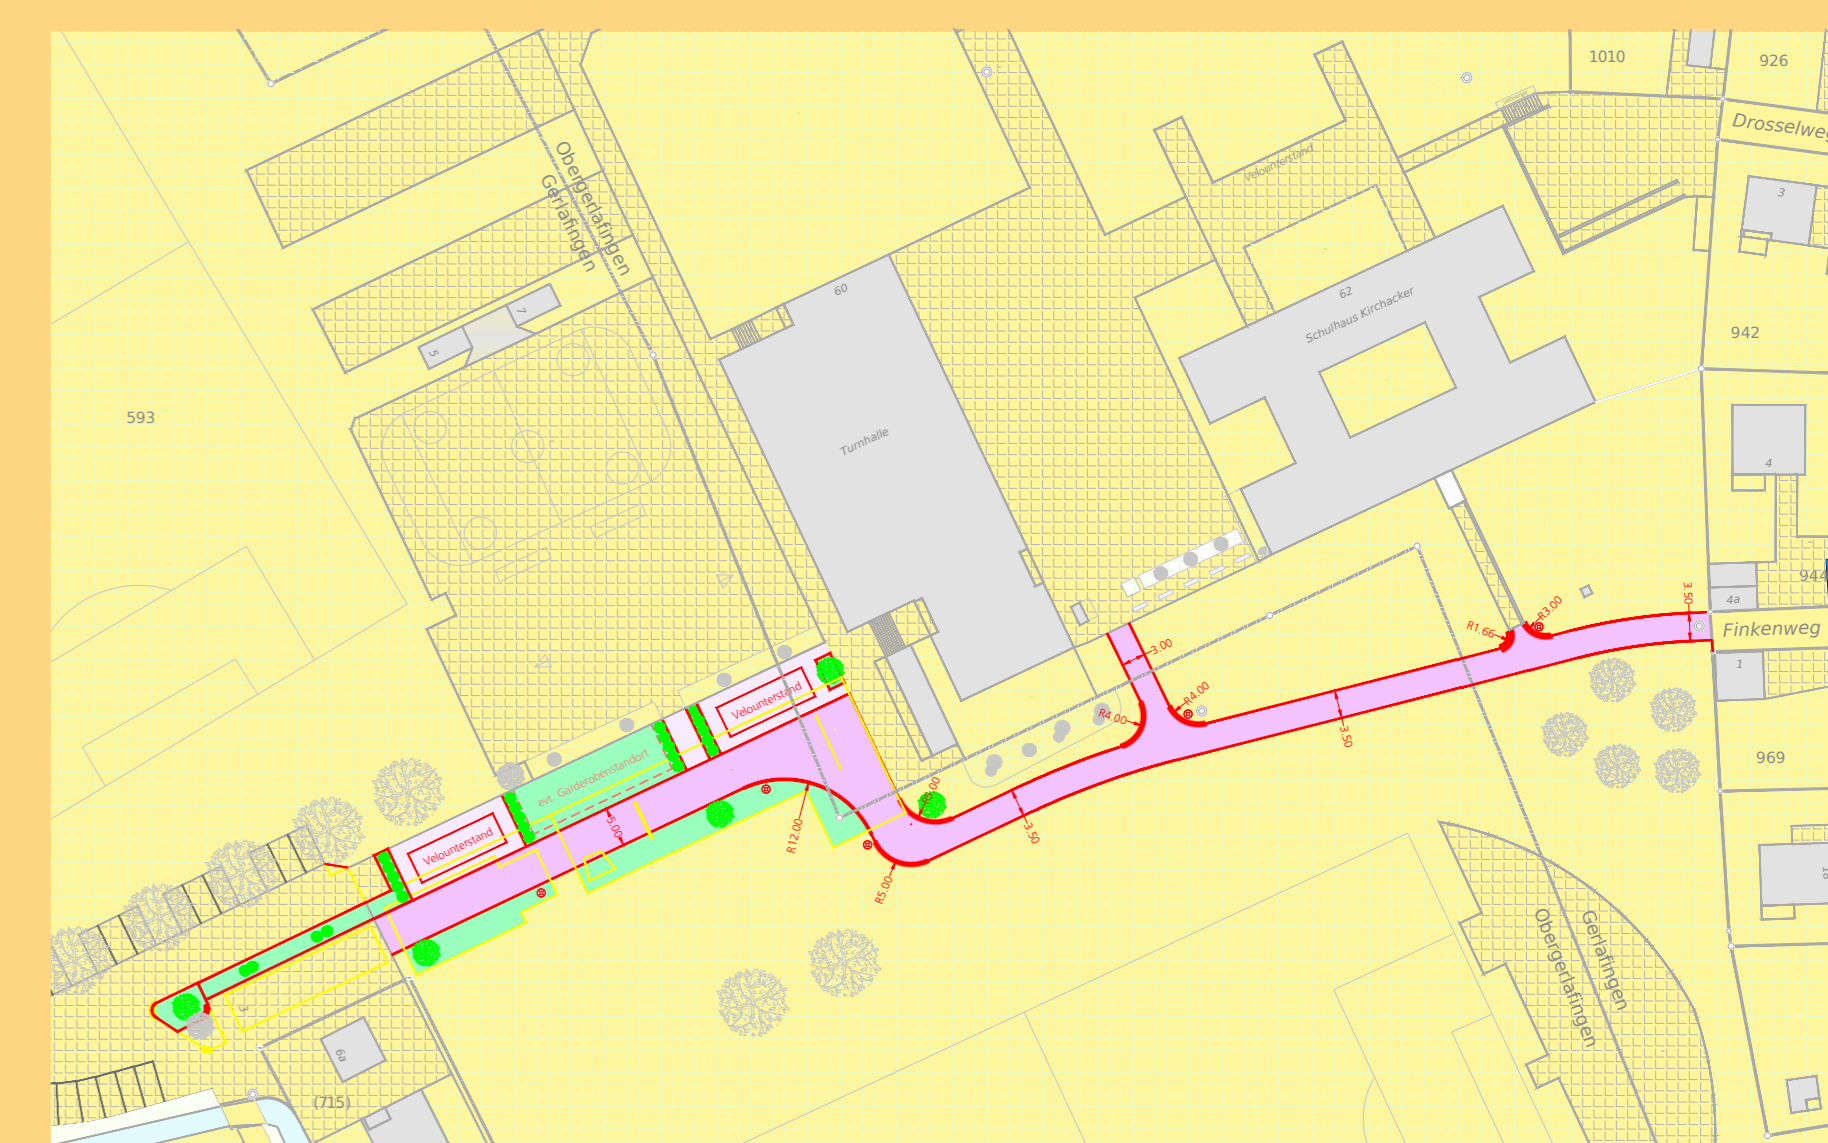 1010
926
Drosselweg
Obergerlafingen
Gerlafingen
Velounterstand
3
60
62
Schulhaus Kirchacker
7
5
942
593
Turnhalle
4
944
4a
3.50
R3.00
R1.66
Finkenweg
3.00
1
Velounterstand
R4.00
R4.00
3.50
evt. Garderobenstandort
969
5.00
R12.00
3.50
Velounterstand
R5.00
18
Gerlafingen
Obergerlafingen
3
6a
(715)